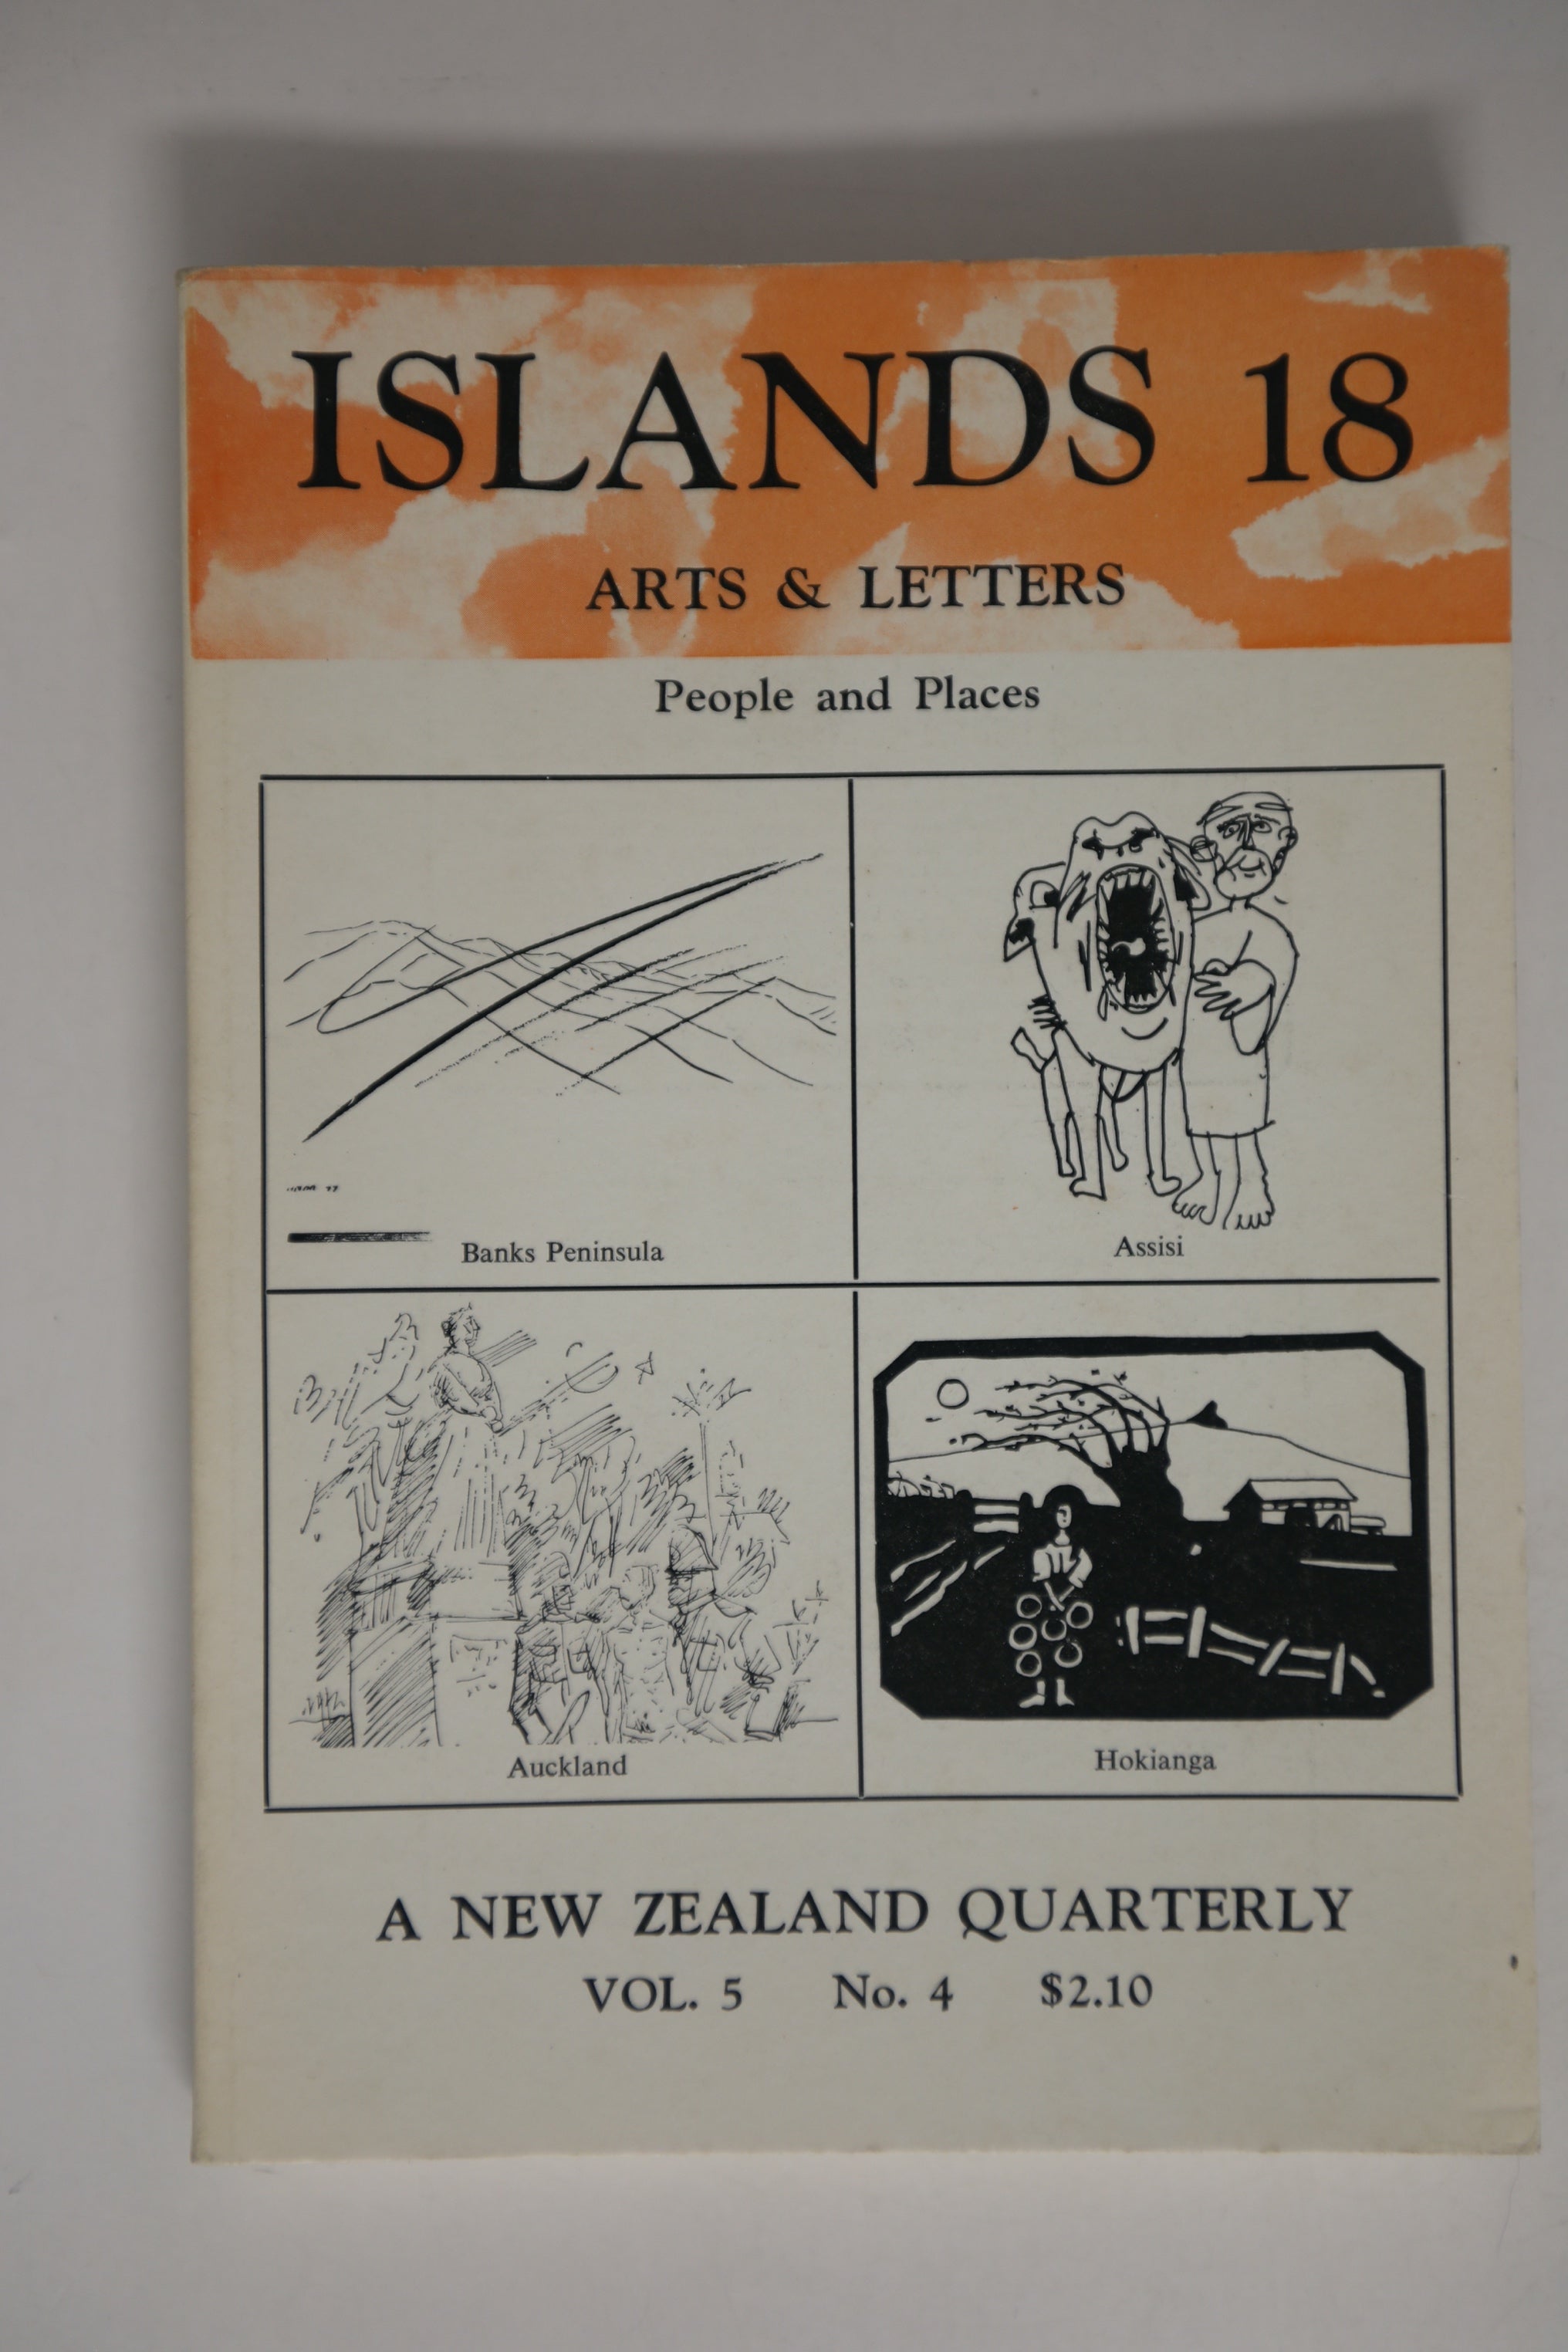 ISLANDS 18
ARTS & LETTERS
People and Places
Banks Peninsula
Assisi
Auckland
Hokianga
A NEW ZEALAND QUARTERLY
VOL. 5 No. 4 $2.10